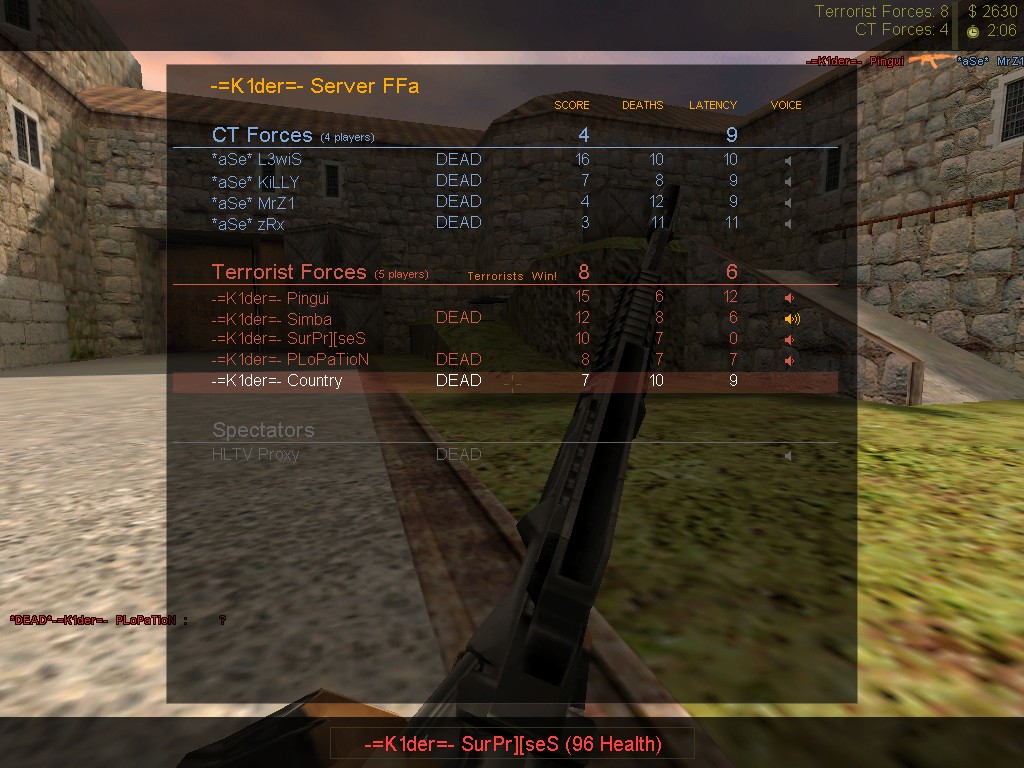 Terrorist Forces: 8 $ 2630
CT Forces: 4 2:06
-=K1der=- Pingui *aSe* MrZ1
-=K1der=- Server FFa
SCORE DEATHS LATENCY VOICE
CT Forces (4 players) 4 9
*aSe* L3wiS DEAD 16 10 10
*aSe* KiLLY DEAD 7 8 9
*aSe* MrZ1 DEAD 4 12 9
*aSe* zRx DEAD 3 11 11
Terrorist Forces (5 players) Terrorists Win! 8 6
-=K1der=- Pingui 15 6 12
-=K1der=- Simba DEAD 12 8 6
-=K1der=- SurPr][seS 10 7 0
-=K1der=- PLoPaTioN DEAD 8 7 7
-=K1der=- Country DEAD 7 10 9
Spectators
HLTV Proxy DEAD
*DEAD*-=K1der=- PLoPaTioN : ?
-=K1der=- SurPr][seS (96 Health)